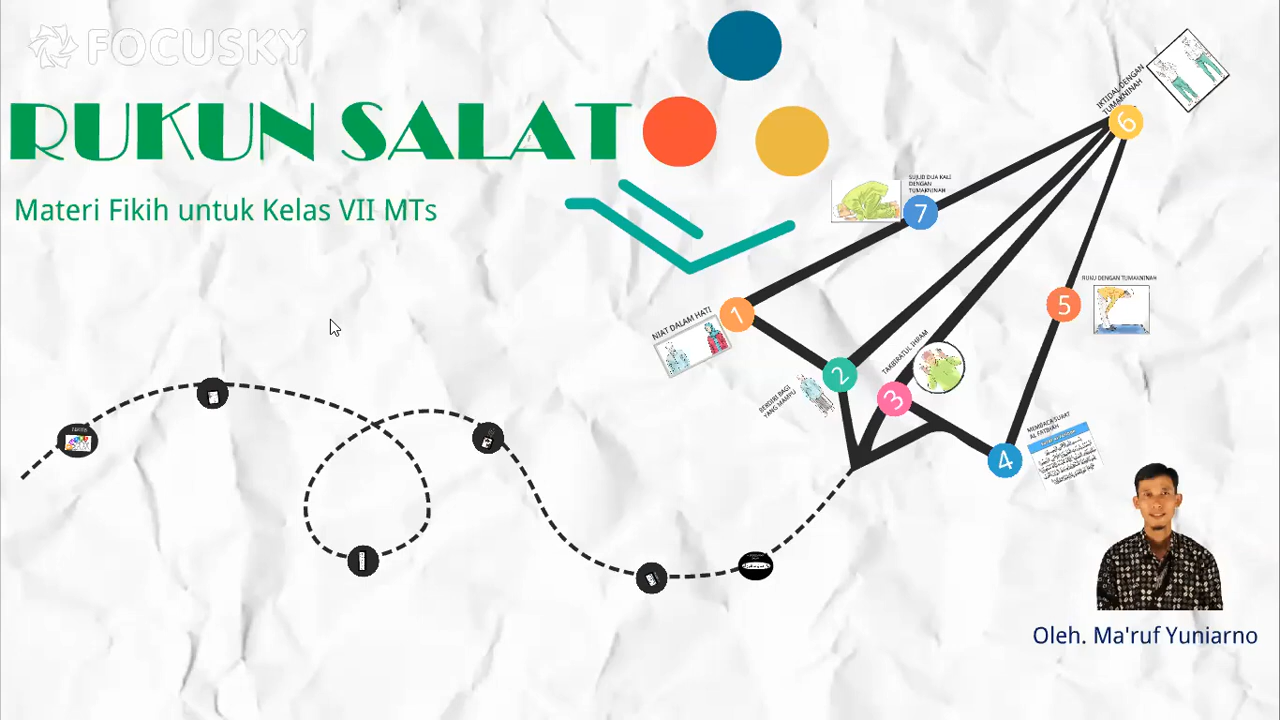 FOCUSKY
RUKUN SALAT
Materi Fikih untuk Kelas VII MTs
IKTIDAL DENGAN
TUMAKNINAH
6
SUJUD DUA KALI
DENGAN
TUMAKNINAH
7
RUKU DENGAN TUMAKNINAH
5
NIAT DALAM HATI
1
TAKBIRATUL IHRAM
2
3
BERDIRI BAGI
YANG MAMPU
MEMBACA SURAT
AL FATIHAH
4
Oleh. Ma'ruf Yuniarno